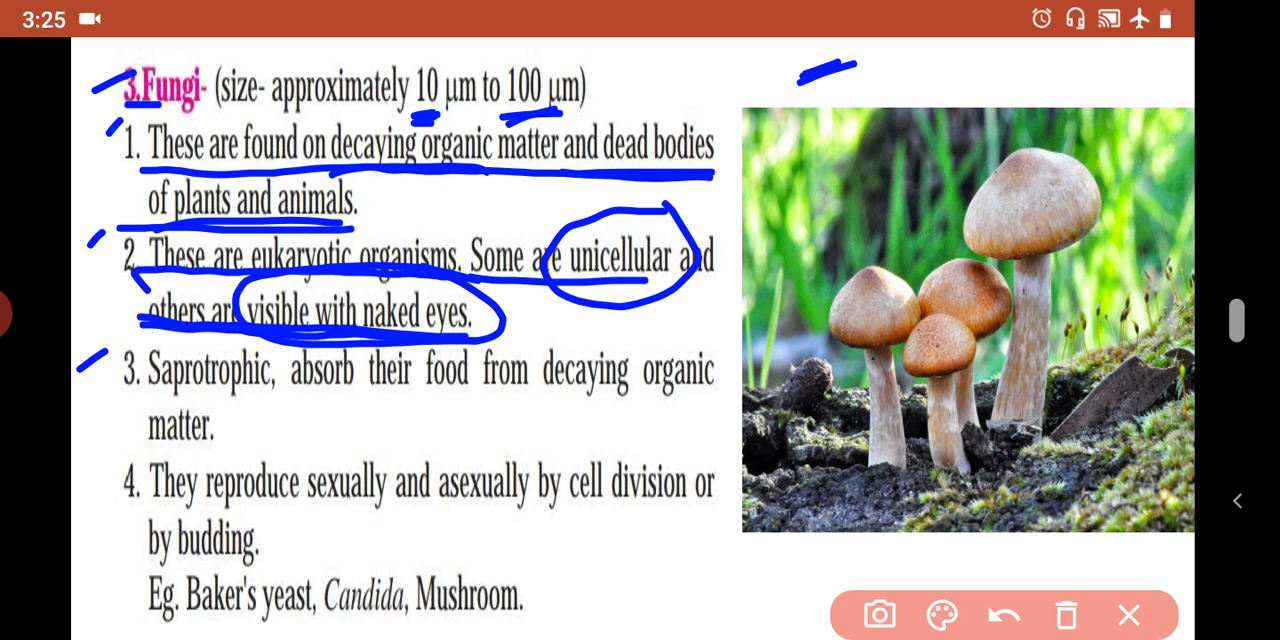 3:25
3.Fungi- (size- approximately 10 μm to 100 μm)
1. These are found on decaying organic matter and dead bodies
of plants and animals.
2. These are eukaryotic organisms. Some are unicellular and
others are visible with naked eyes.
3. Saprotrophic, absorb their food from decaying organic
matter.
4. They reproduce sexually and asexually by cell division or
by budding.
Eg. Baker's yeast, Candida, Mushroom.